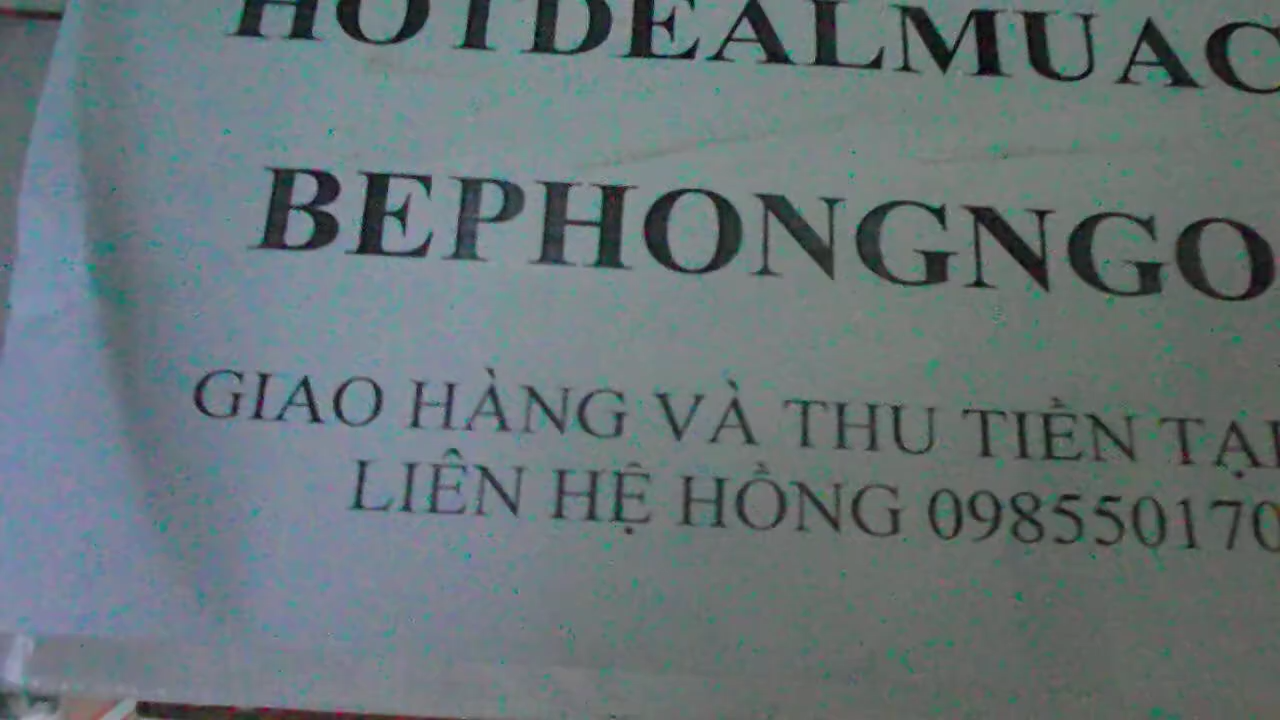 HOTDEALMUAC
BEPHONGNGO
GIAO HÀNG VÀ THU TIỀN TẠI
LIÊN HỆ HỒNG 098550170